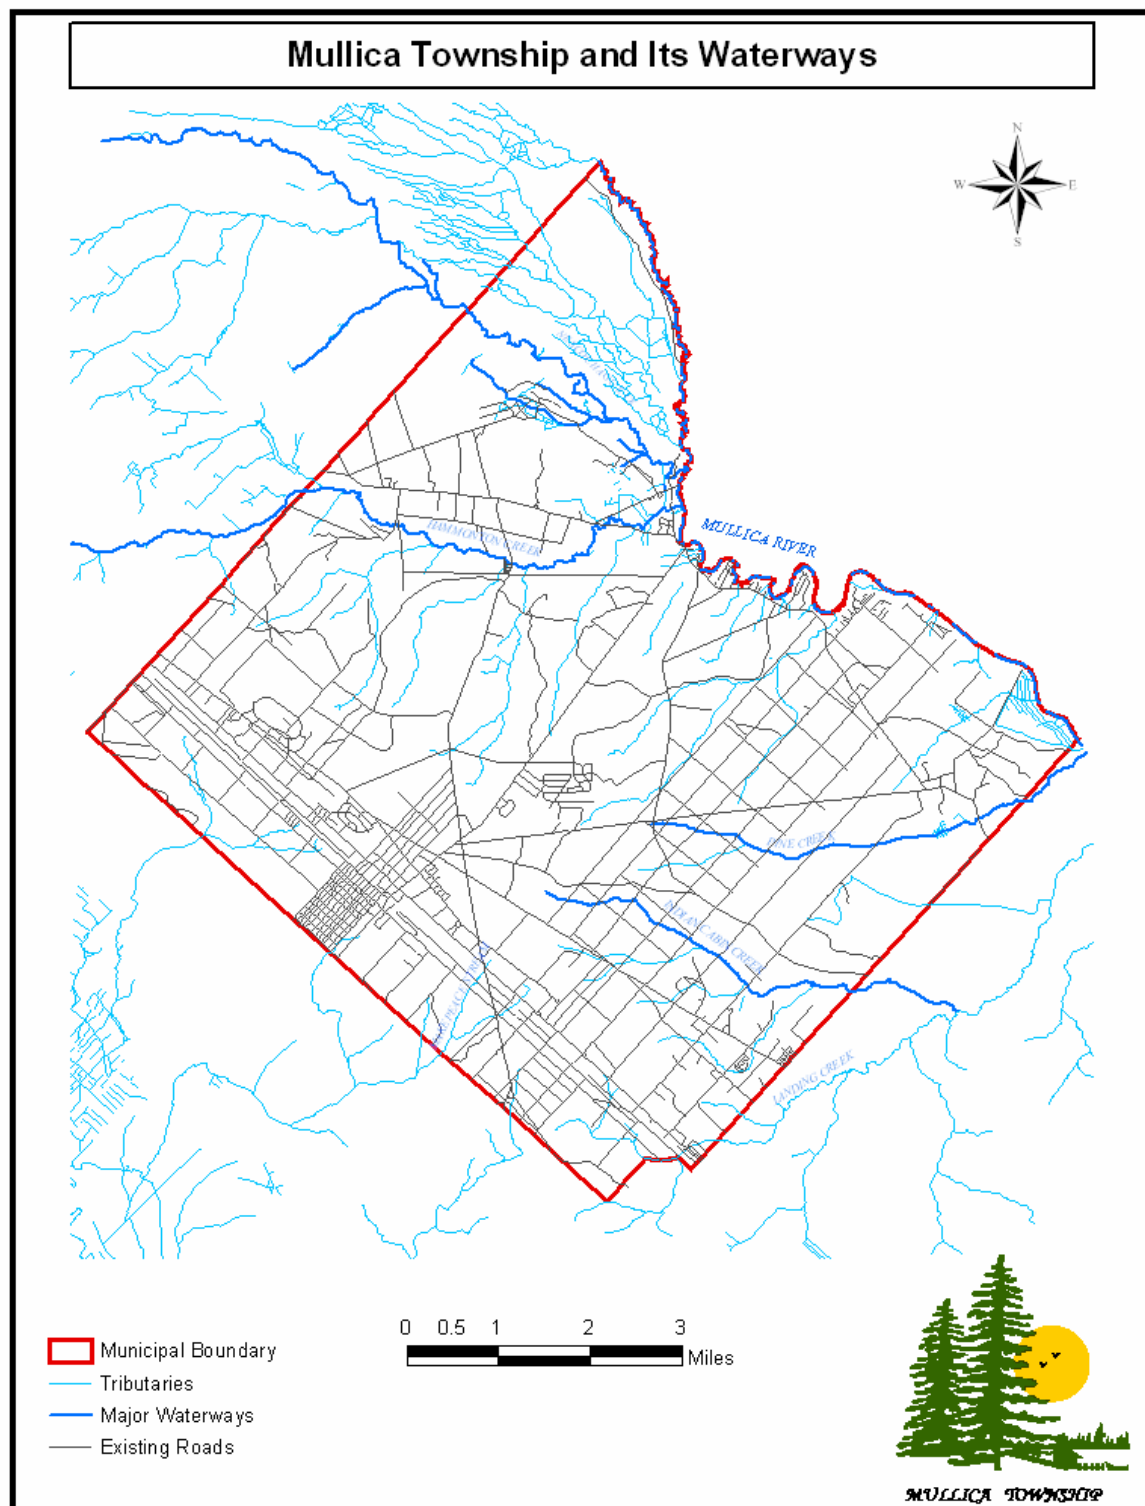 Mullica Township and Its Waterways
N
W E
S
MULLICA RIVER
HAMMONTON CREEK
PINE CREEK
INDIAN CABIN CREEK
LANDING CREEK
0 0.5 1 2 3
Miles
Municipal Boundary
Tributaries
Major Waterways
Existing Roads
MULLICA TOWNSHIP